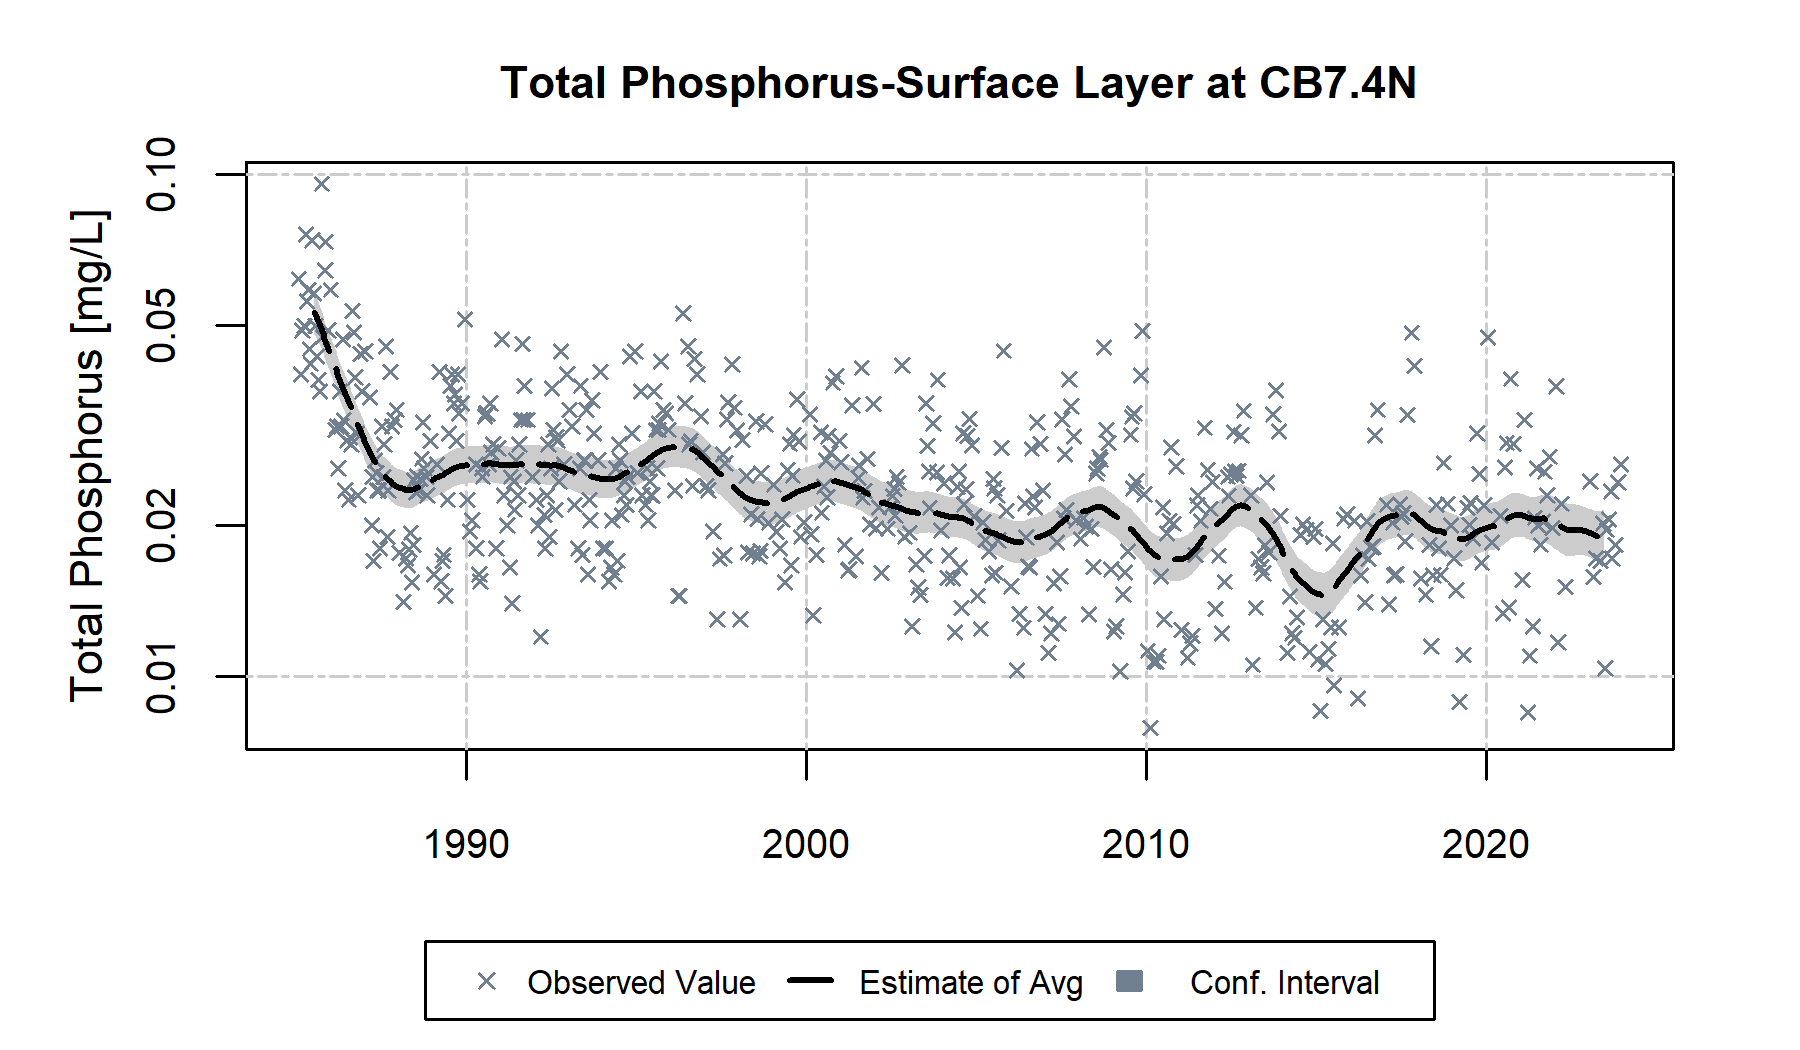 Total Phosphorus-Surface Layer at CB7.4N
Total Phosphorus [mg/L]
0.10
0.05
0.02
0.01
1990 2000 2010 2020
Observed Value Estimate of Avg Conf. Interval